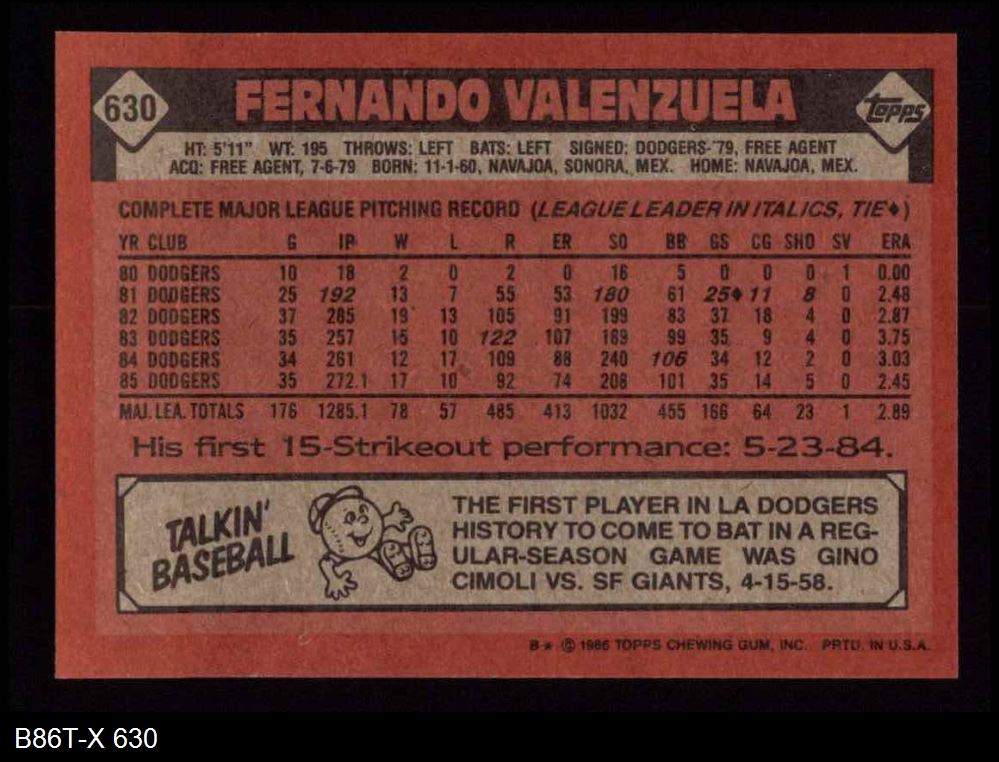 630 FERNANDO VALENZUELA Topps
HT: 5'11" WT: 195 THROWS: LEFT BATS: LEFT SIGNED: DODGERS-'79, FREE AGENT
ACQ: FREE AGENT, 7-6-79 BORN: 11-1-60, NAVAJOA, SONORA, MEX. HOME: NAVAJOA, MEX.
COMPLETE MAJOR LEAGUE PITCHING RECORD (LEAGUE LEADER IN ITALICS, TIE♦)
YR CLUB G IP W L R ER SO BB GS CG SHO SV ERA
80 DODGERS 10 18 2 0 2 0 16 5 0 0 0 1 0.00
81 DODGERS 25 192 13 7 55 53 180 61 25♦ 11 8 0 2.48
82 DODGERS 37 285 19 13 105 91 199 83 37 18 4 0 2.87
83 DODGERS 35 257 15 10 122 107 189 99 35 9 4 0 3.75
84 DODGERS 34 261 12 17 109 88 240 106 34 12 2 0 3.03
85 DODGERS 35 272.1 17 10 92 74 208 101 35 14 5 0 2.45
MAJ. LEA. TOTALS 176 1285.1 78 57 485 413 1032 455 166 64 23 1 2.89
His first 15-Strikeout performance: 5-23-84.
TALKIN'
BASEBALL
THE FIRST PLAYER IN LA DODGERS
HISTORY TO COME TO BAT IN A REG-
ULAR-SEASON GAME WAS GINO
CIMOLI VS. SF GIANTS, 4-15-58.
B* © 1986 TOPPS CHEWING GUM, INC. PRTD. IN U.S.A.
B86T-X 630